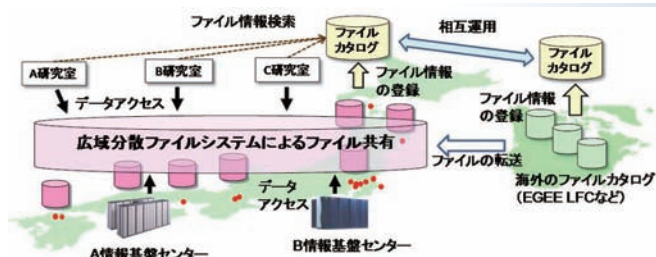 ファイル情報検索
ファイル
カタログ
相互運用
ファイル
カタログ
A研究室
B研究室
C研究室
データアクセス
ファイル情報
の登録
ファイル情報
の登録
広域分散ファイルシステムによるファイル共有
ファイルの転送
データ
アクセス
海外のファイルカタログ
(EGEE LFCなど)
A情報基盤センター
B情報基盤センター